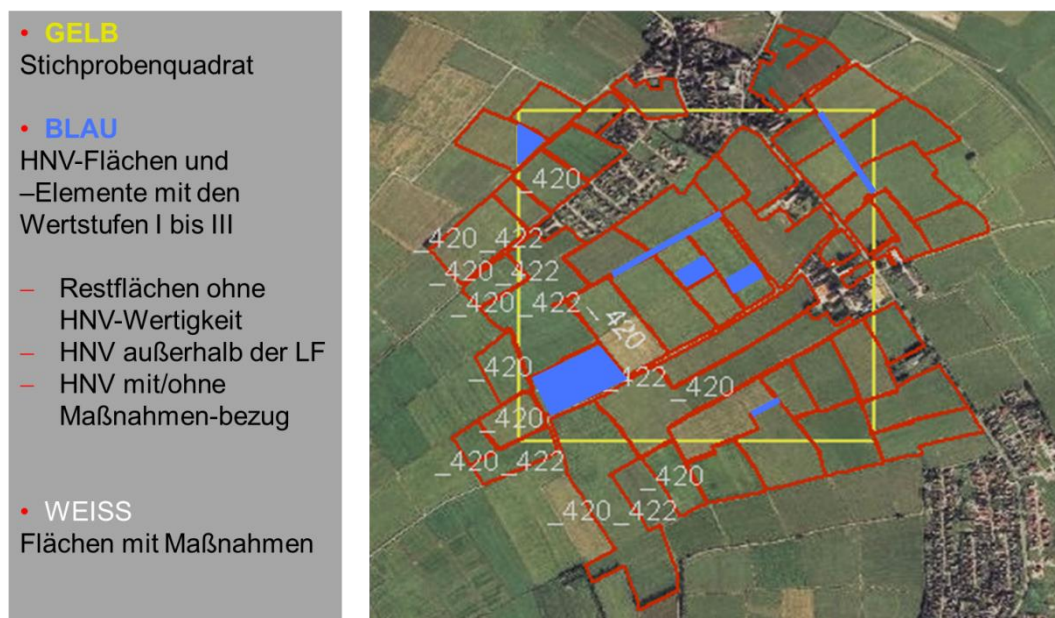 • GELB
Stichprobenquadrat
• BLAU
HNV-Flächen und
–Elemente mit den
Wertstufen I bis III
– Restflächen ohne
HNV-Wertigkeit
– HNV außerhalb der LF
– HNV mit/ohne
Maßnahmen-bezug
• WEISS
Flächen mit Maßnahmen
_420
_420_422
_420_422
_420_422
_420
_420
_422
_420
_420
_420_422
_420
_420_422